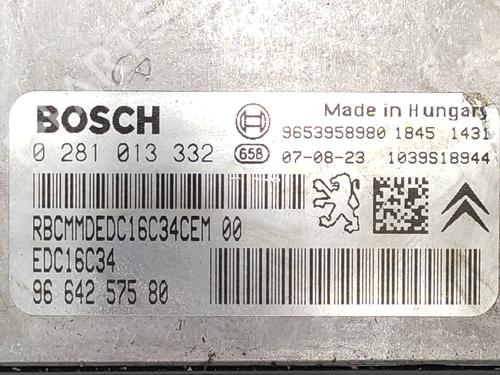 BOSCH
Made in Hungary
9653958980 1845 1431
0 281 013 332
658
07-08-23
1039S18944
RBCMMDEDC16C34CEM 00
EDC16C34
96 642 575 80